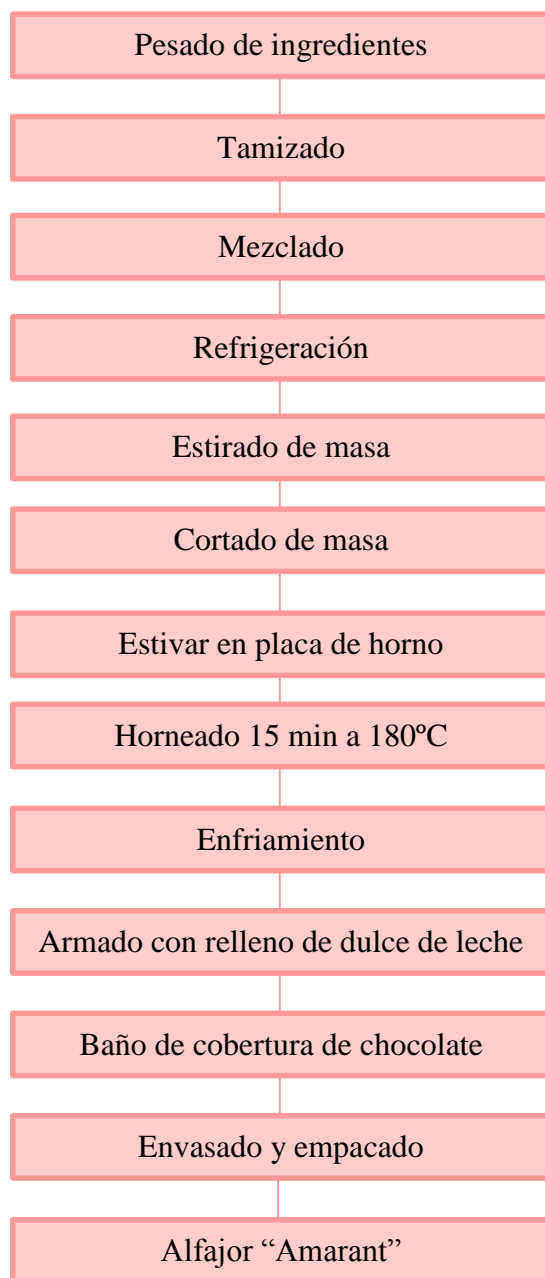 Pesado de ingredientes
Tamizado
Mezclado
Refrigeración
Estirado de masa
Cortado de masa
Estivar en placa de horno
Horneado 15 min a 180ºC
Enfriamiento
Armado con relleno de dulce de leche
Baño de cobertura de chocolate
Envasado y empacado
Alfajor “Amarant”